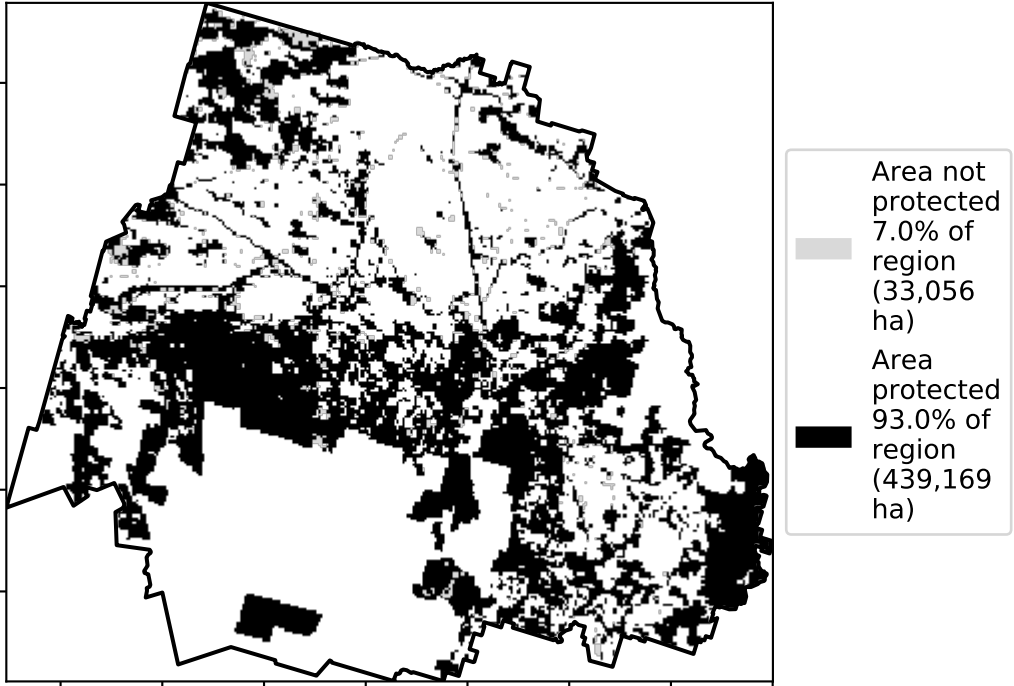 Area not
protected
7.0% of
region
(33,056
ha)
Area
protected
93.0% of
region
(439,169
ha)